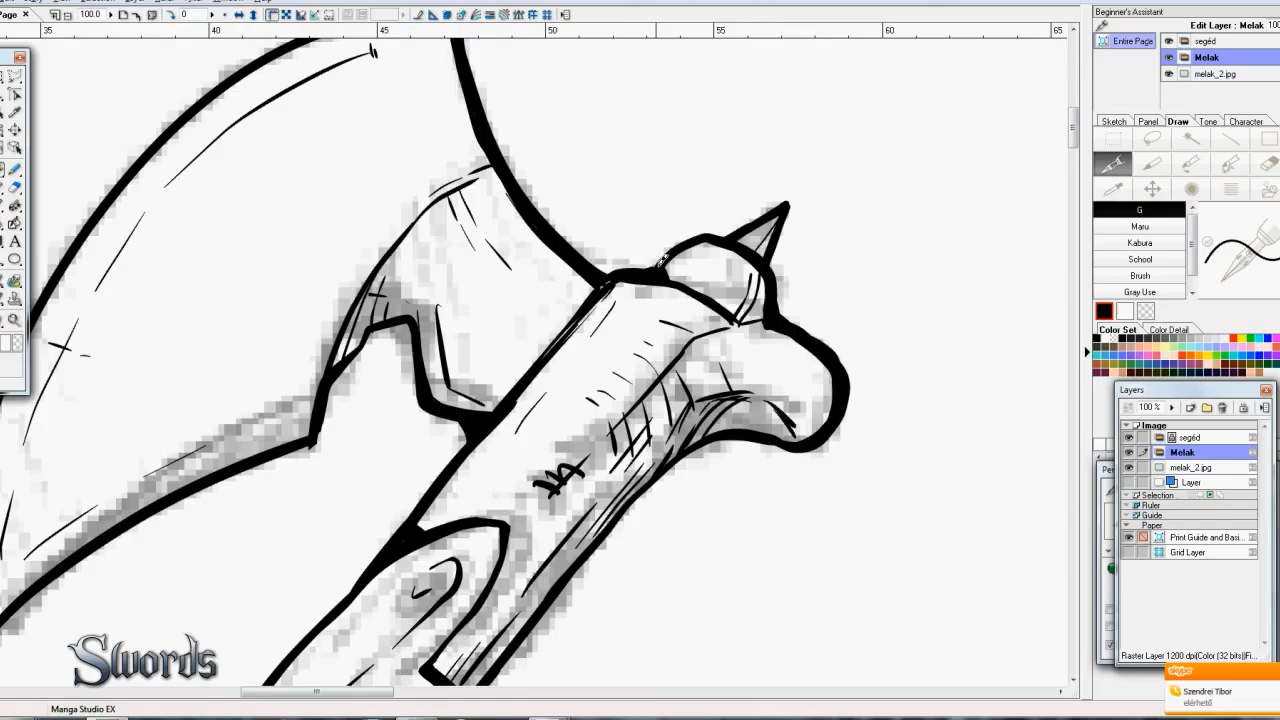 Page
100.0
0
35 40 45 50 55 60 65
Beginner's Assistant
Edit Layer : Melak
Entire Page
segéd
Melak
melak_2.jpg
Sketch Panel Draw Tone Character
G
Maru
Kabura
School
Brush
Gray Use
Color Set Color Detail
Layers
100 %
Image
segéd
Melak
melak_2.jpg
Layer
Selection
Ruler
Guide
Paper
Print Guide and Basi...
Grid Layer
Raster Layer 1200 dpi(Color (32 bits))Fi...
skype
Szendrei Tibor
elérhető
Swords
Manga Studio EX